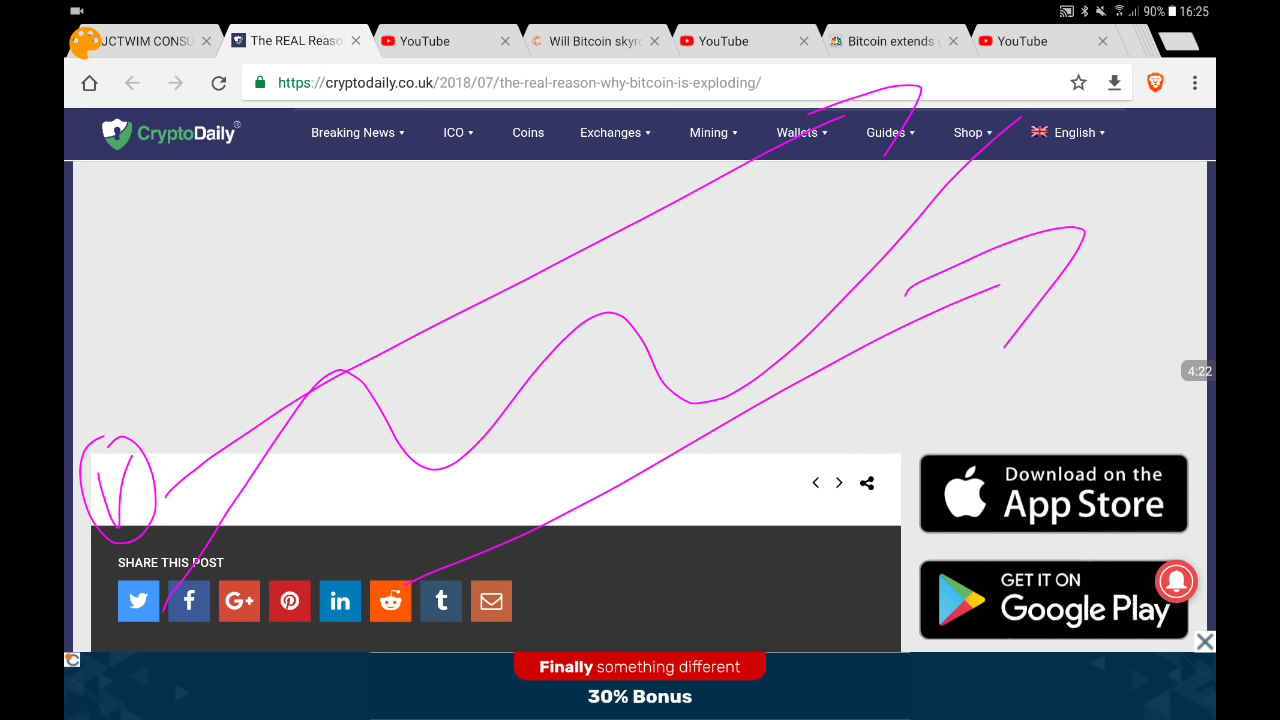 90% 16:25
JCTWIM CONSU The REAL Reaso YouTube Will Bitcoin skyr YouTube Bitcoin extends g YouTube
https://cryptodaily.co.uk/2018/07/the-real-reason-why-bitcoin-is-exploding/
CryptoDaily Breaking News ICO Coins Exchanges Mining Wallets Guides Shop English
4:22
V
Download on the
App Store
SHARE THIS POST
GET IT ON
Google Play
f G+ in t
Finally something different
30% Bonus